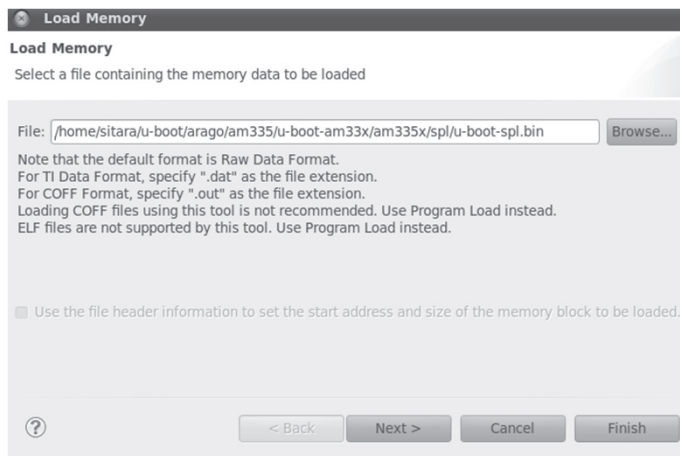 Load Memory
Load Memory
Select a file containing the memory data to be loaded
File: /home/sitara/u-boot/arago/am335/u-boot-am33x/am335x/spl/u-boot-spl.bin Browse...
Note that the default format is Raw Data Format.
For TI Data Format, specify ".dat" as the file extension.
For COFF Format, specify ".out" as the file extension.
Loading COFF files using this tool is not recommended. Use Program Load instead.
ELF files are not supported by this tool. Use Program Load instead.
Use the file header information to set the start address and size of the memory block to be loaded.
? < Back Next > Cancel Finish